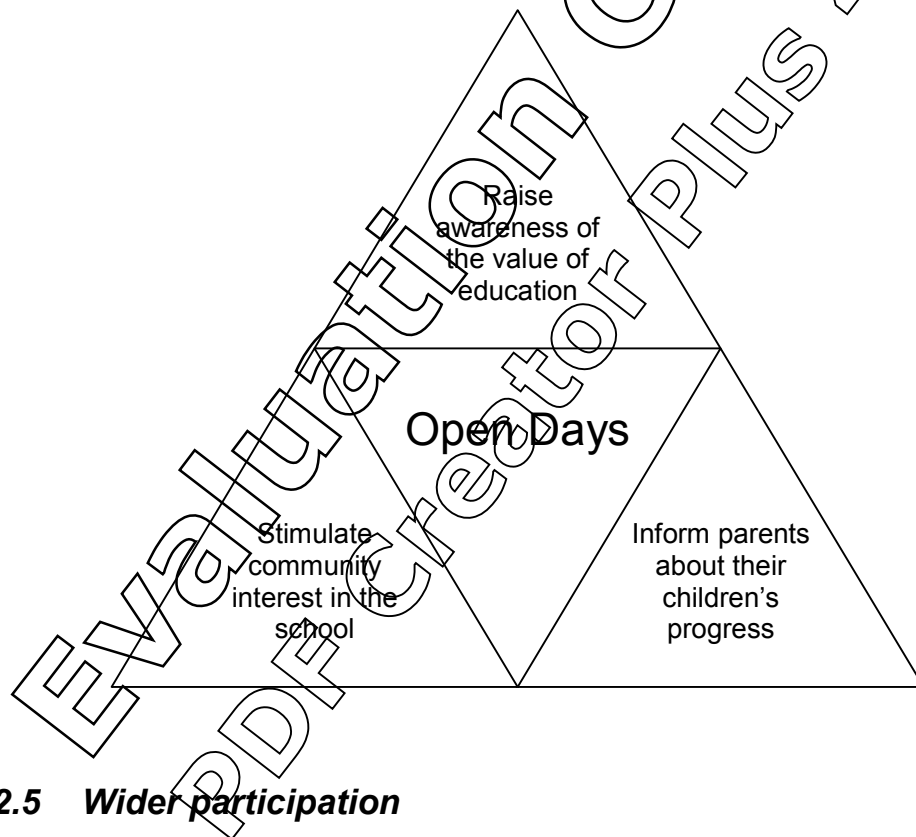 Raise
awareness of
the value of
education
Open Days
Stimulate
community
interest in the
school
Inform parents
about their
children's
progress
2.5 Wider participation
Evaluation
PDF Creator Plus